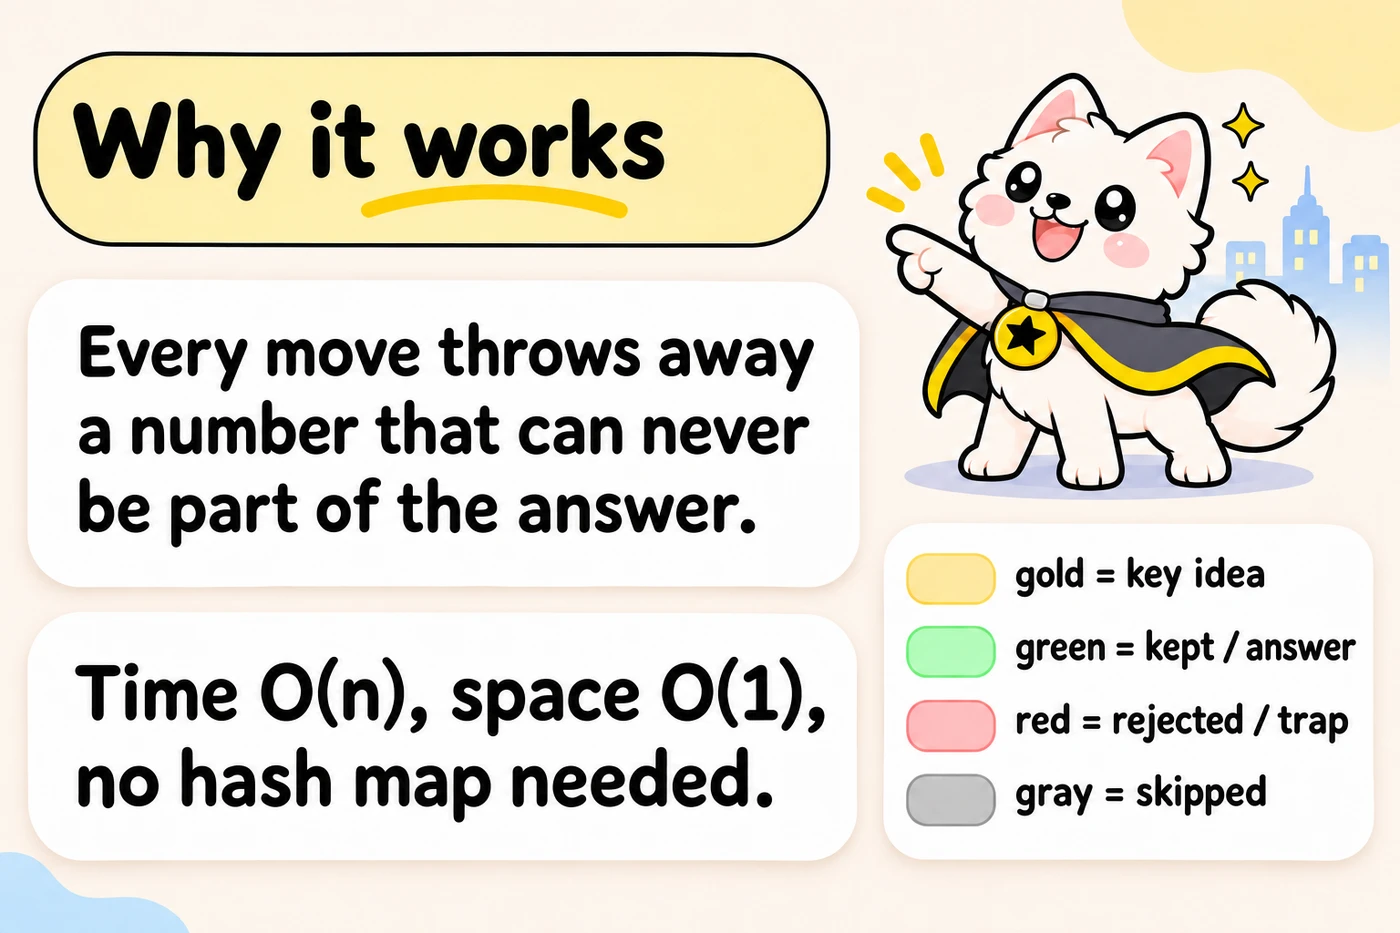 Why it works
Every move throws away
a number that can never
be part of the answer.
Time O(n), space O(1),
no hash map needed.
gold = key idea
green = kept / answer
red = rejected / trap
gray = skipped